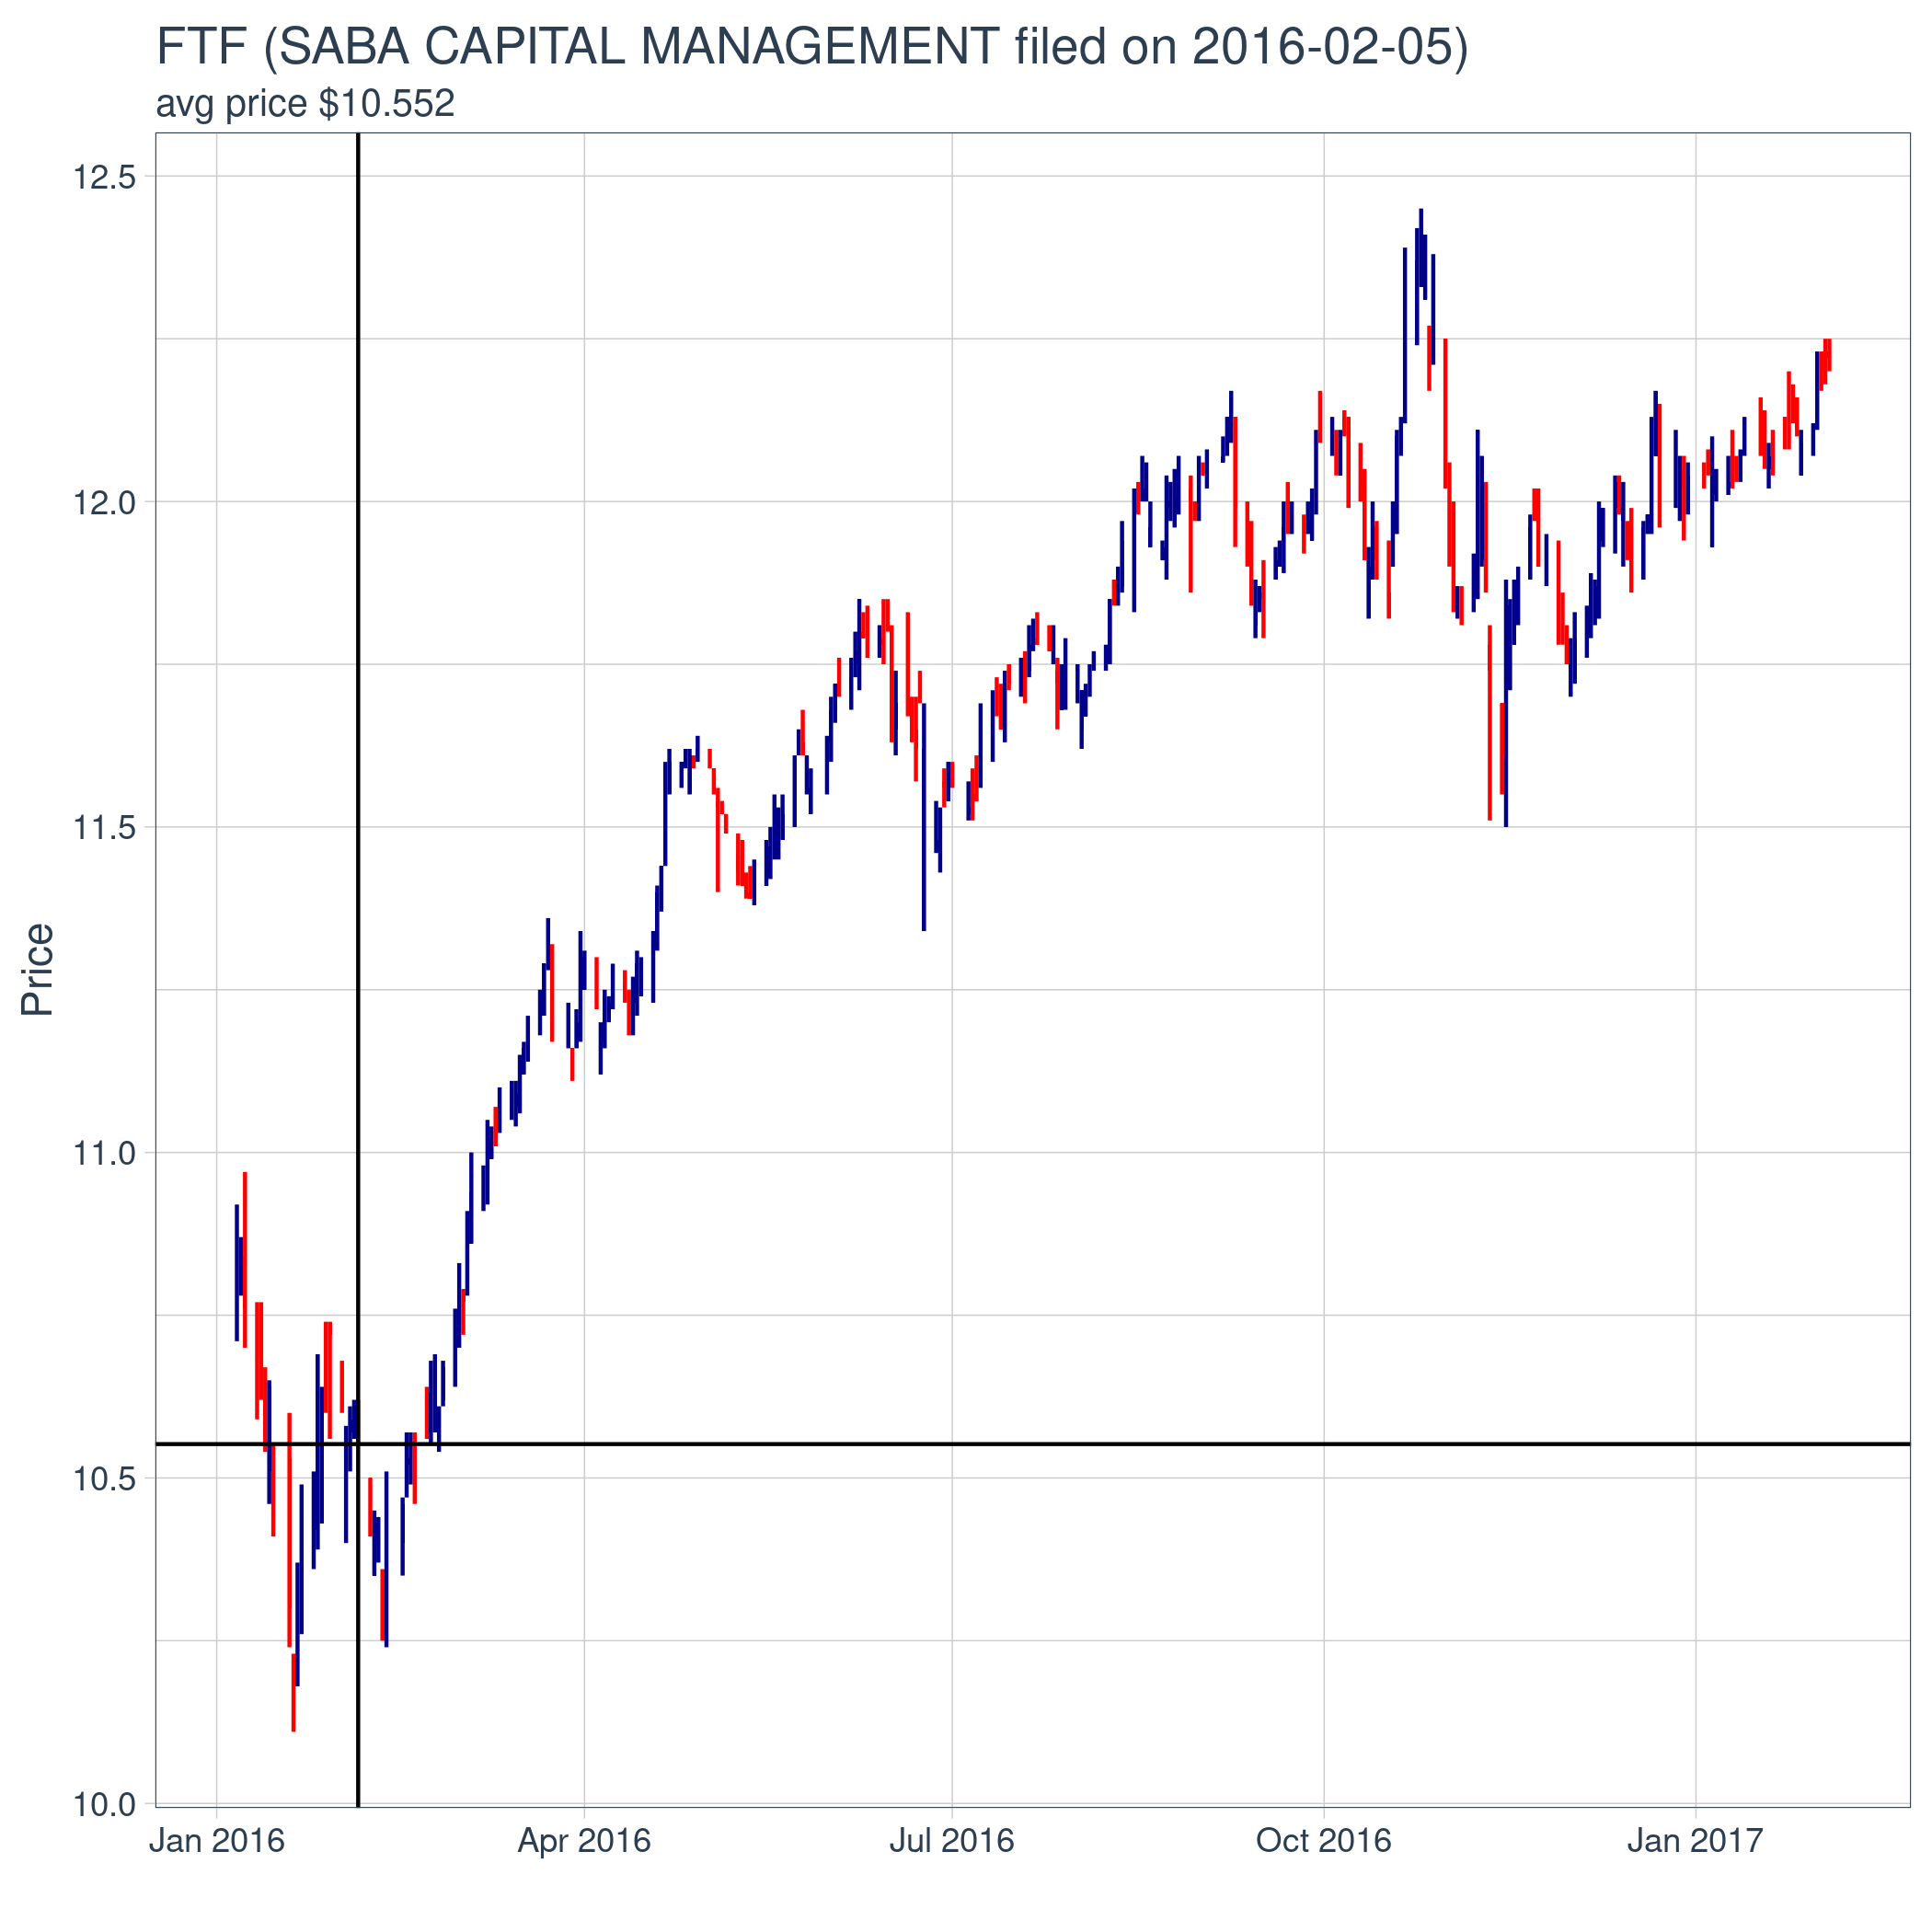 FTF (SABA CAPITAL MANAGEMENT filed on 2016-02-05)
avg price $10.552
12.5
12.0
11.5
11.0
10.5
10.0
Price
Jan 2016 Apr 2016 Jul 2016 Oct 2016 Jan 2017